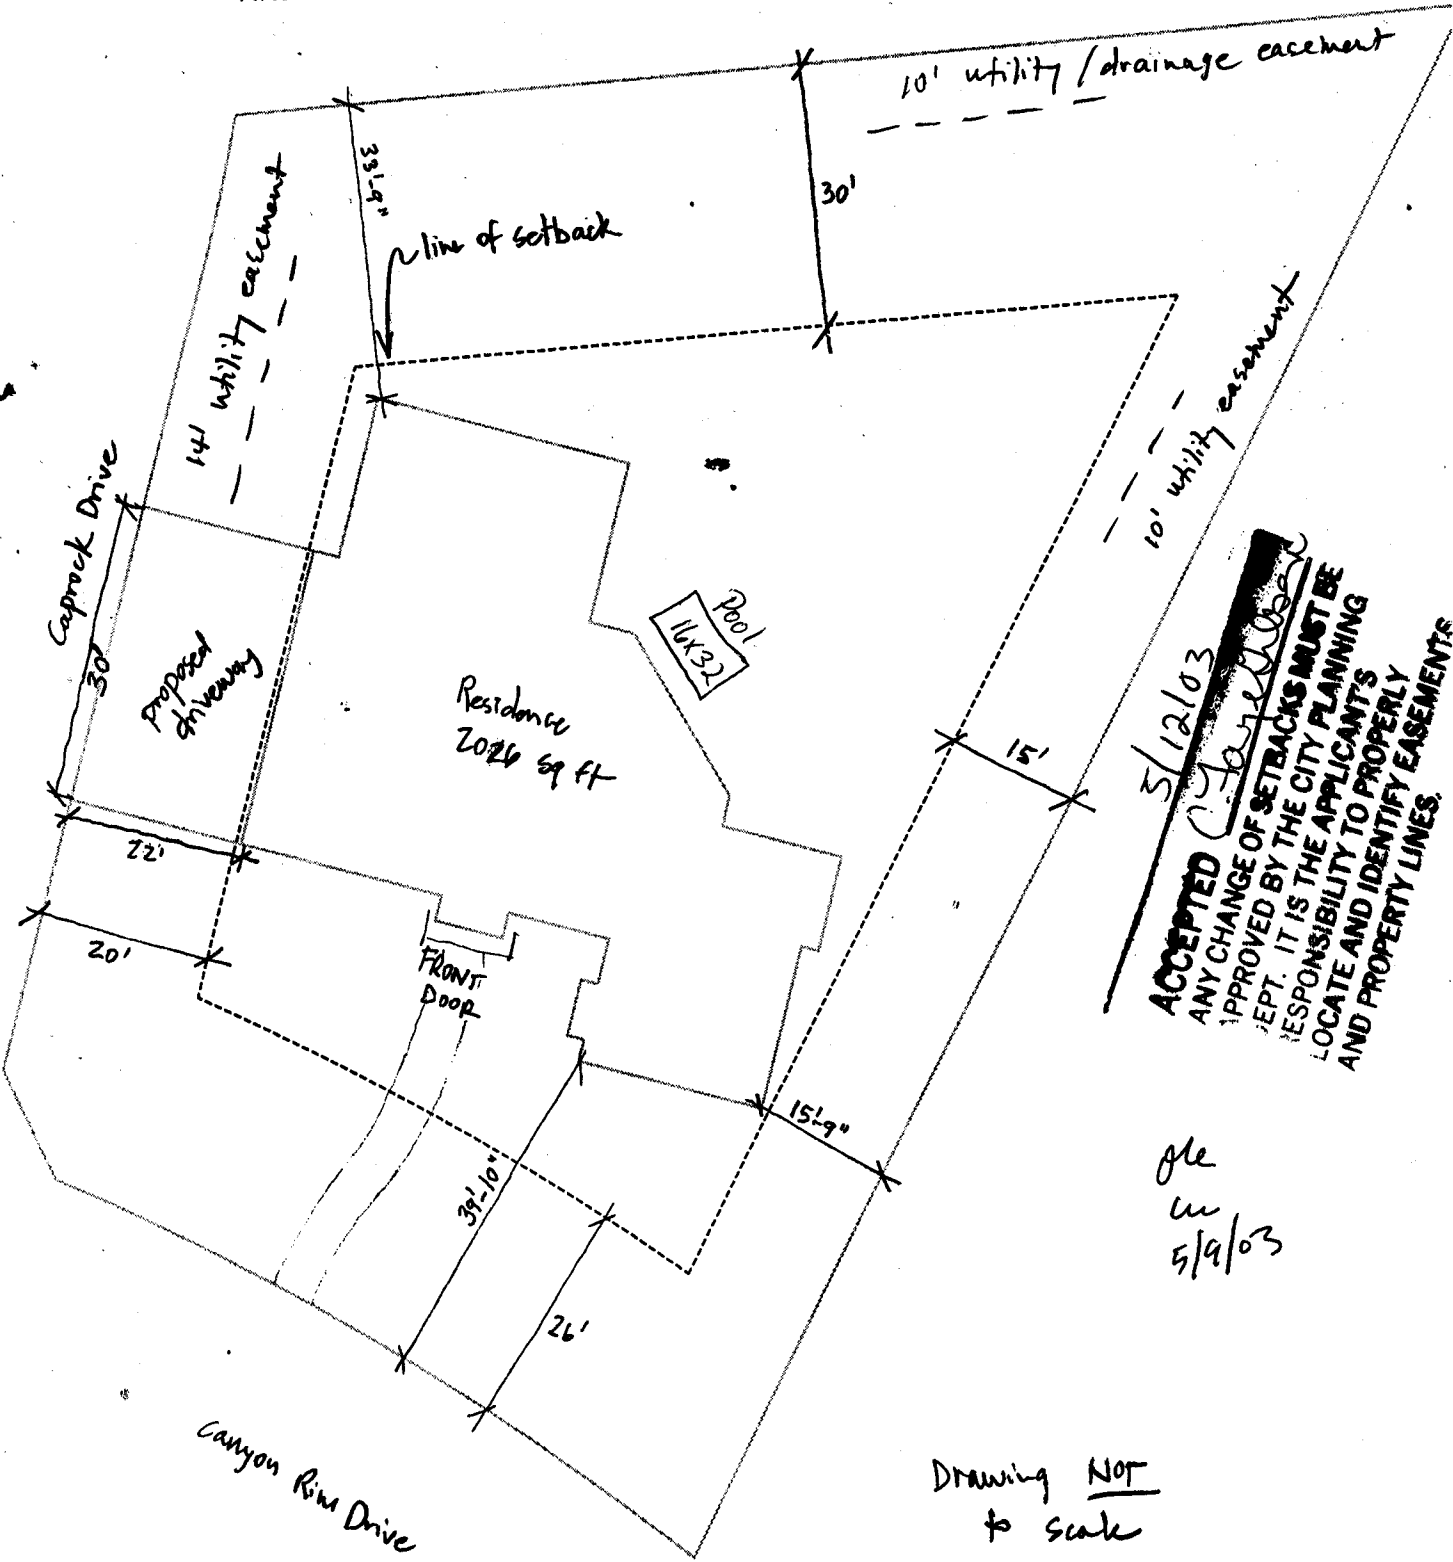 10' utility / drainage easement
33'-9"
30'
line of setback
14' utility easement
10' utility easement
Caprock Drive
30'
Proposed
driveway
Pool
16x32
Residence
2026 sq ft
15'
22'
20'
FRONT
DOOR
15'-9"
39'-10"
26'
Canyon Rim Drive
5/12/03
ACCEPTED
ANY CHANGE OF SETBACKS MUST BE
APPROVED BY THE CITY PLANNING
DEPT. IT IS THE APPLICANTS
RESPONSIBILITY TO PROPERLY
LOCATE AND IDENTIFY EASEMENTS
AND PROPERTY LINES.
5/9/03
Drawing NOT
to scale